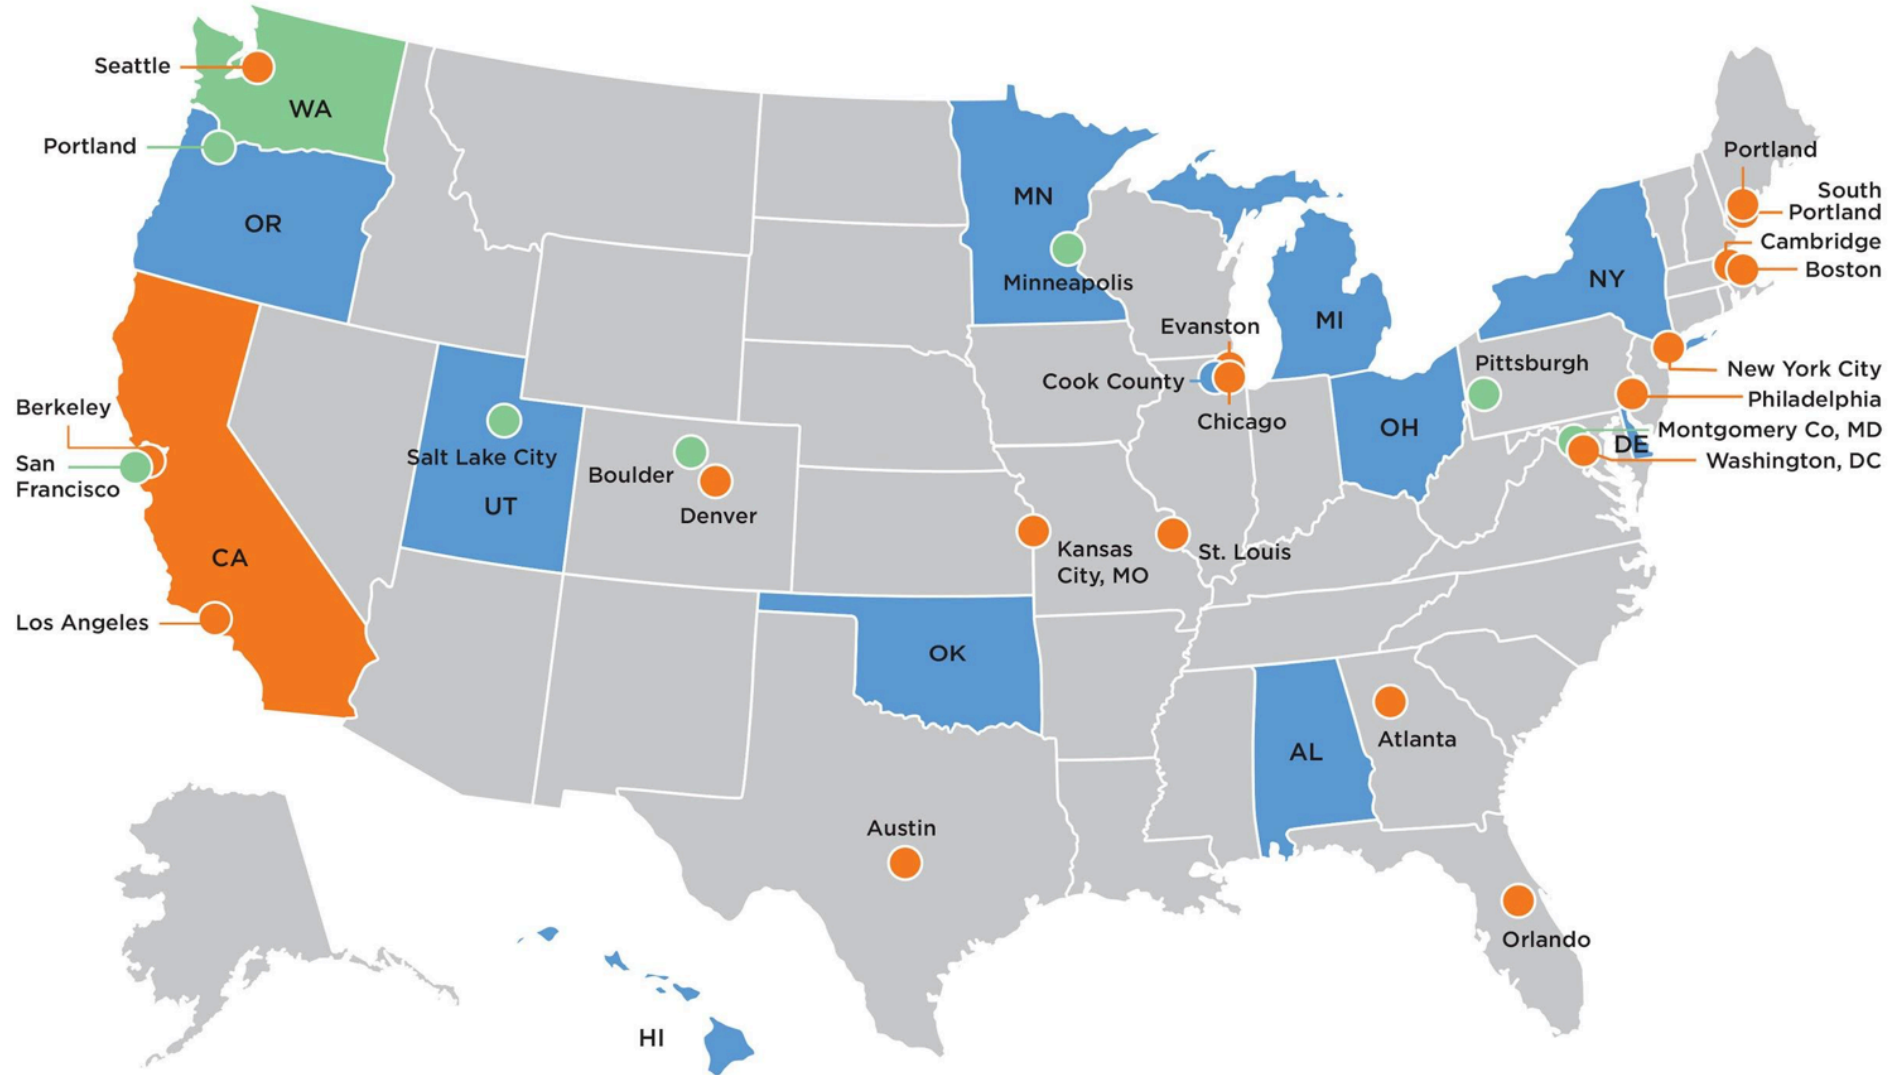 Seattle
WA
Portland
OR
Berkeley
San
Francisco
CA
Los Angeles
Salt Lake City
UT
Boulder
Denver
MN
Minneapolis
Evanston
Cook County
Chicago
MI
OH
Kansas
City, MO
St. Louis
OK
Austin
AL
Atlanta
Orlando
HI
NY
Pittsburgh
Portland
South
Portland
Cambridge
Boston
New York City
Philadelphia
Montgomery Co, MD
DE
Washington, DC